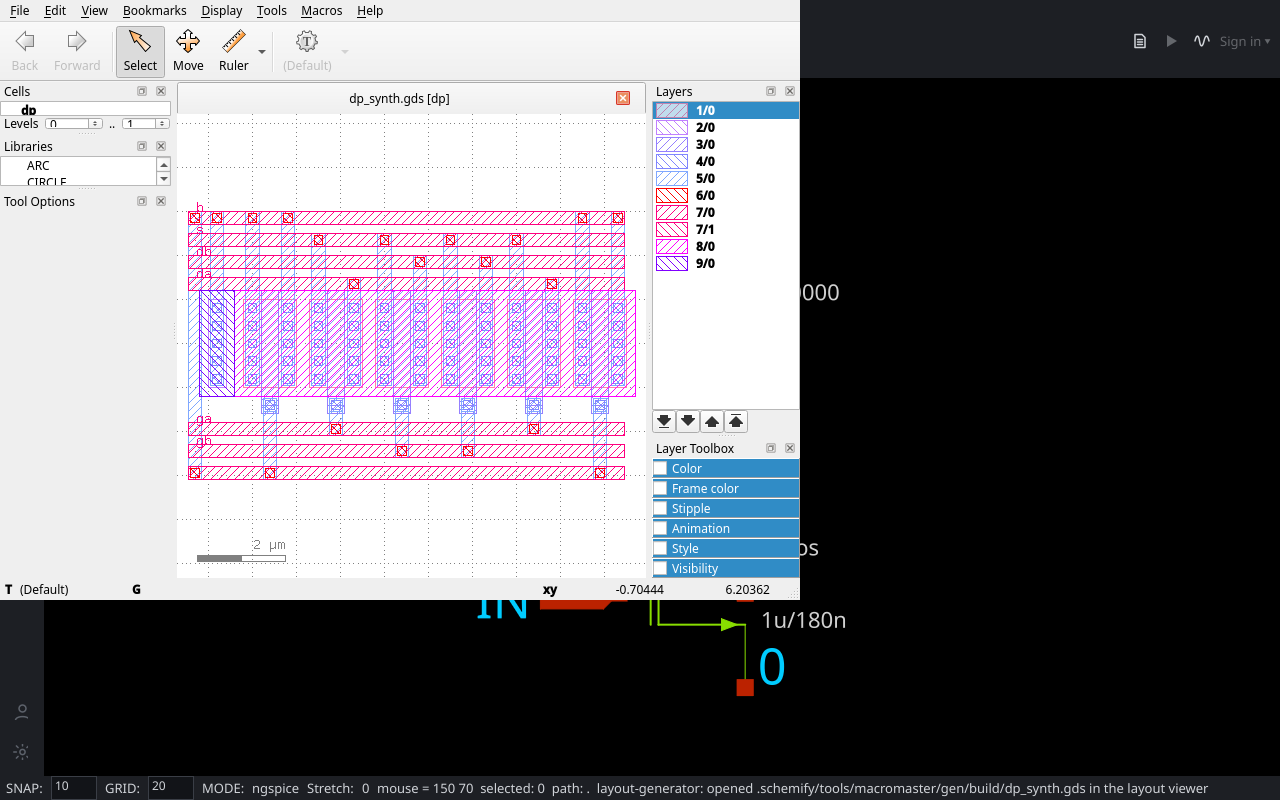 File Edit View Bookmarks Display Tools Macros Help
Back Forward Select Move Ruler (Default)
Sign in
Cells
dp
Levels 0 .. 1
Libraries
ARC
CIRCLE
Tool Options
dp_synth.gds [dp]
b
s
db
da
ga
gb
2 µm
Layers
1/0
2/0
3/0
4/0
5/0
6/0
7/0
7/1
8/0
9/0
Layer Toolbox
Color
Frame color
Stipple
Animation
Style
Visibility
T (Default) G xy -0.70444 6.20362
IN
1u/180n
0
SNAP: 10 GRID: 20 MODE: ngspice Stretch: 0 mouse = 150 70 selected: 0 path: . layout-generator: opened .schemify/tools/macromaster/gen/build/dp_synth.gds in the layout viewer